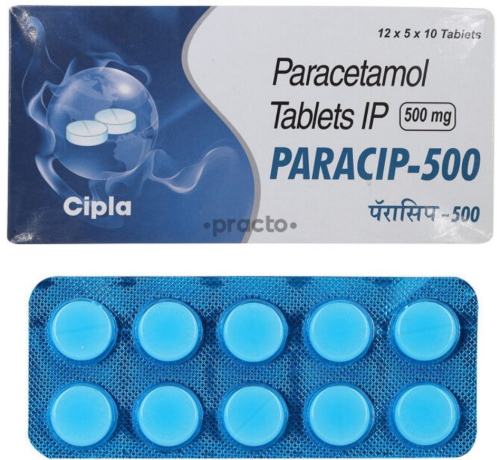 12 x 5 x 10 Tablets
Paracetamol
Tablets IP 500 mg
PARACIP-500
Cipla
•practo•
पॅरासिप -500